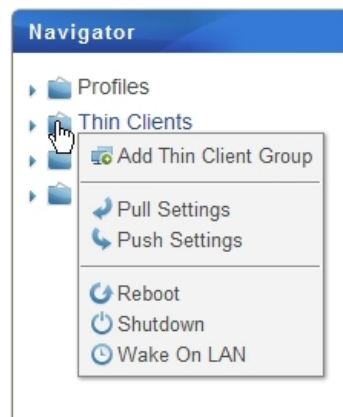 Navigator
Profiles
Thin Clients
Add Thin Client Group
Pull Settings
Push Settings
Reboot
Shutdown
Wake On LAN